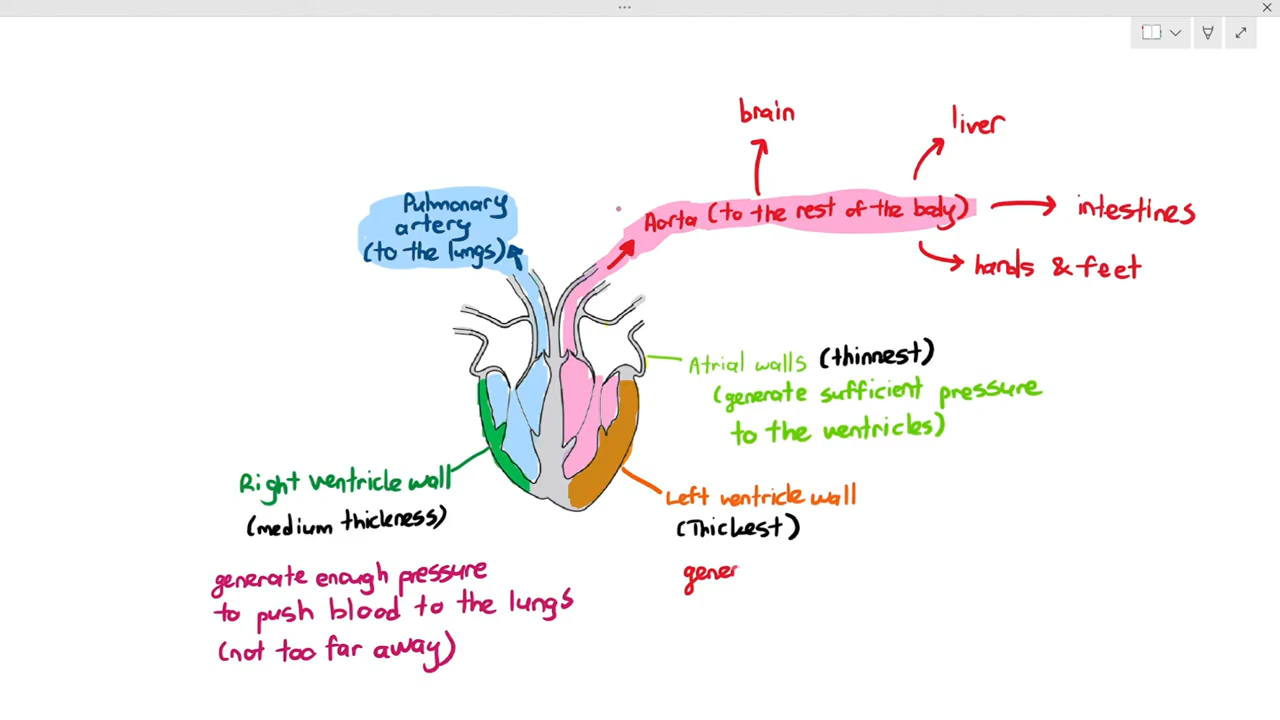 brain
liver
Pulmonary
artery
(to the lungs)
Aorta (to the rest of the body)
intestines
hands & feet
Atrial walls (thinnest)
(generate sufficient pressure
to the ventricles)
Right ventricle wall
(medium thickness)
generate enough pressure
to push blood to the lungs
(not too far away)
Left ventricle wall
(Thickest)
gener